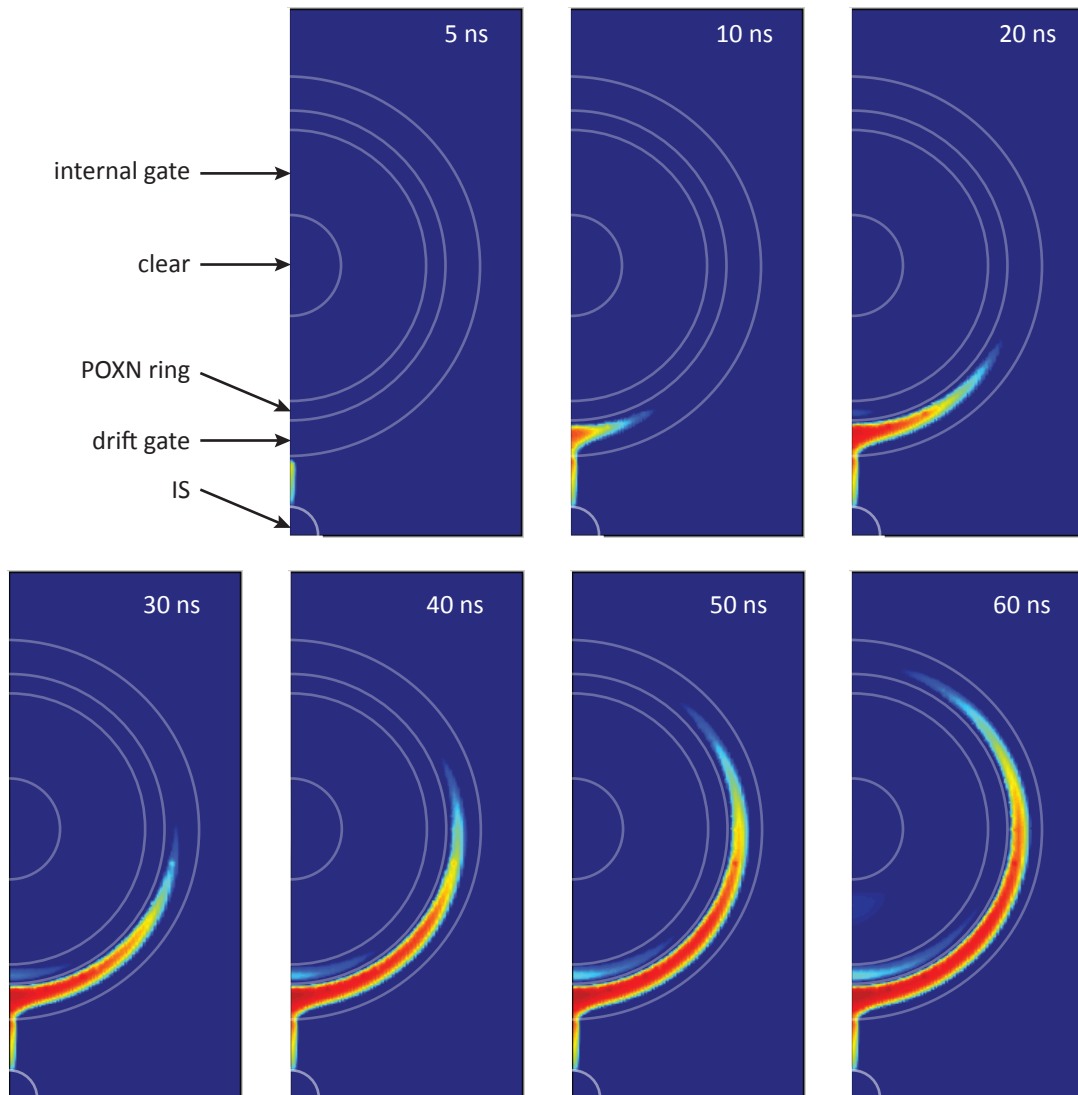 5 ns
10 ns
20 ns
internal gate
clear
POXN ring
drift gate
IS
30 ns
40 ns
50 ns
60 ns